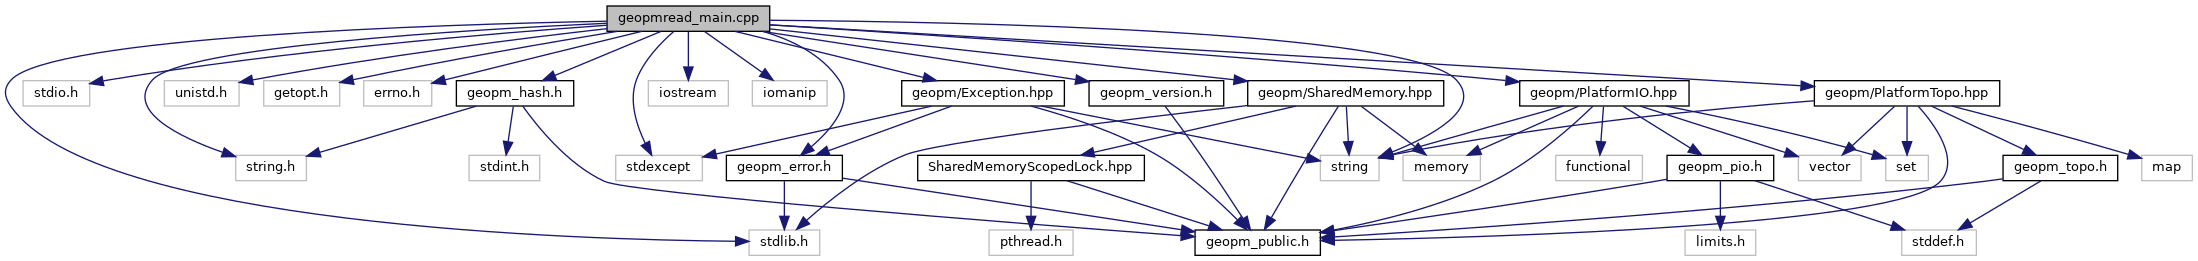 geopmread_main.cpp
stdio.h
unistd.h
getopt.h
errno.h
geopm_hash.h
iostream
iomanip
geopm/Exception.hpp
geopm_version.h
geopm/SharedMemory.hpp
geopm/PlatformIO.hpp
geopm/PlatformTopo.hpp
string.h
stdint.h
stdexcept
geopm_error.h
SharedMemoryScopedLock.hpp
string
memory
functional
geopm_pio.h
vector
set
geopm_topo.h
map
stdlib.h
pthread.h
geopm_public.h
limits.h
stddef.h